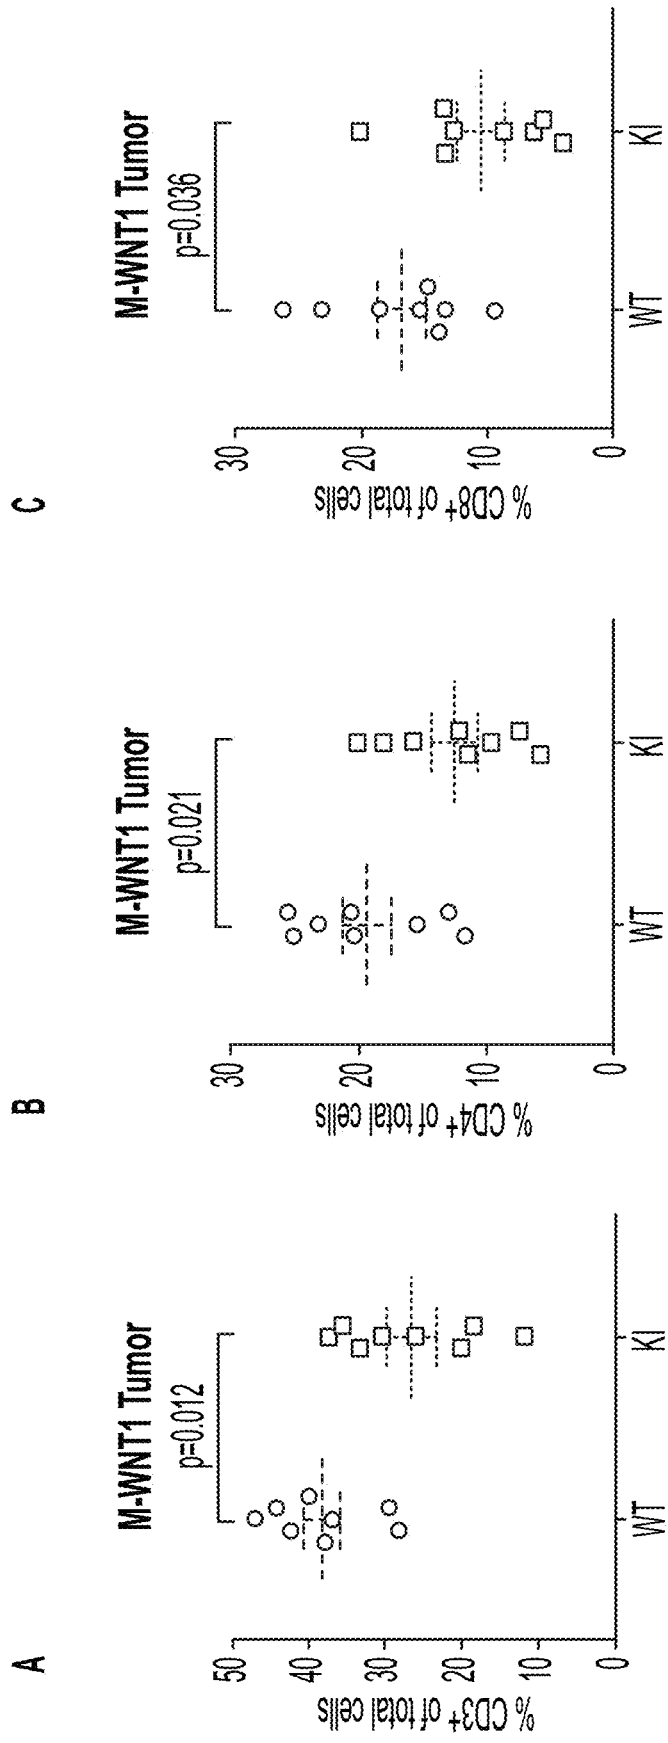 A
M-WNT1 Tumor
p=0.012
% CD3+ of total cells
50
40
30
20
10
0
WT
KI
B
M-WNT1 Tumor
p=0.021
% CD4+ of total cells
30
20
10
0
WT
KI
C
M-WNT1 Tumor
p=0.036
% CD8+ of total cells
30
20
10
0
WT
KI